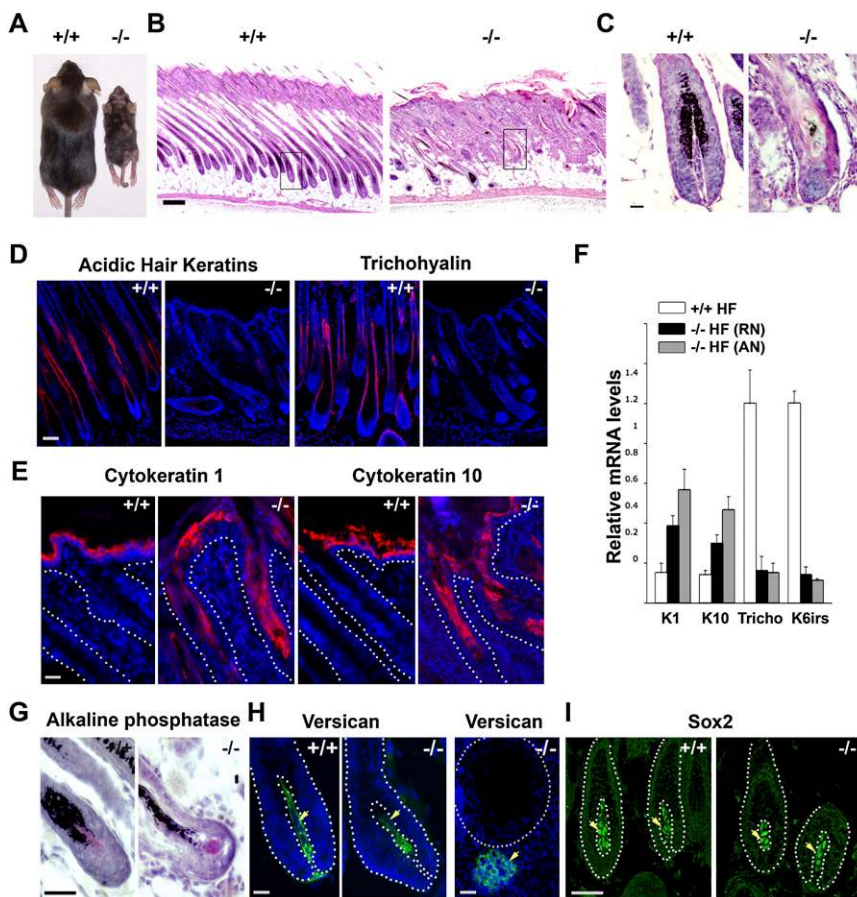 A
+/+ -/-
B
+/+ -/-
C
+/+ -/-
D
Acidic Hair Keratins Trichohyalin
+/+ -/- +/+ -/-
E
Cytokeratin 1 Cytokeratin 10
+/+ -/- +/+ -/-
F
+/+ HF
-/- HF (RN)
-/- HF (AN)
Relative mRNA levels
1.4
1.2
1
0.8
0.6
0.4
0.2
0
K1 K10 Tricho K6irs
G
Alkaline phosphatase
-/-
H
Versican Versican
+/+ -/- -/-
I
Sox2
+/+ -/-